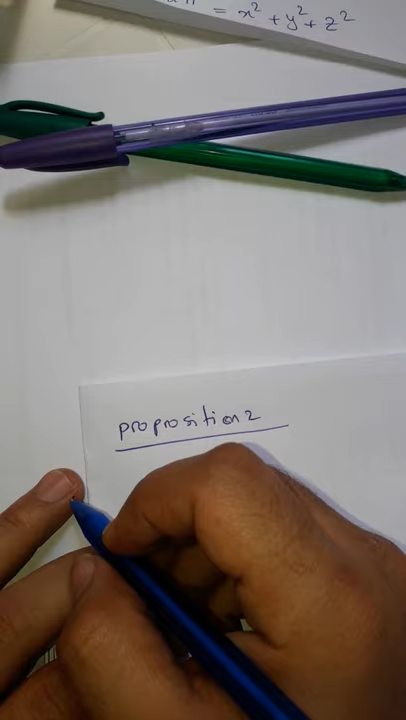 = x² + y² + z²
proprosition 2